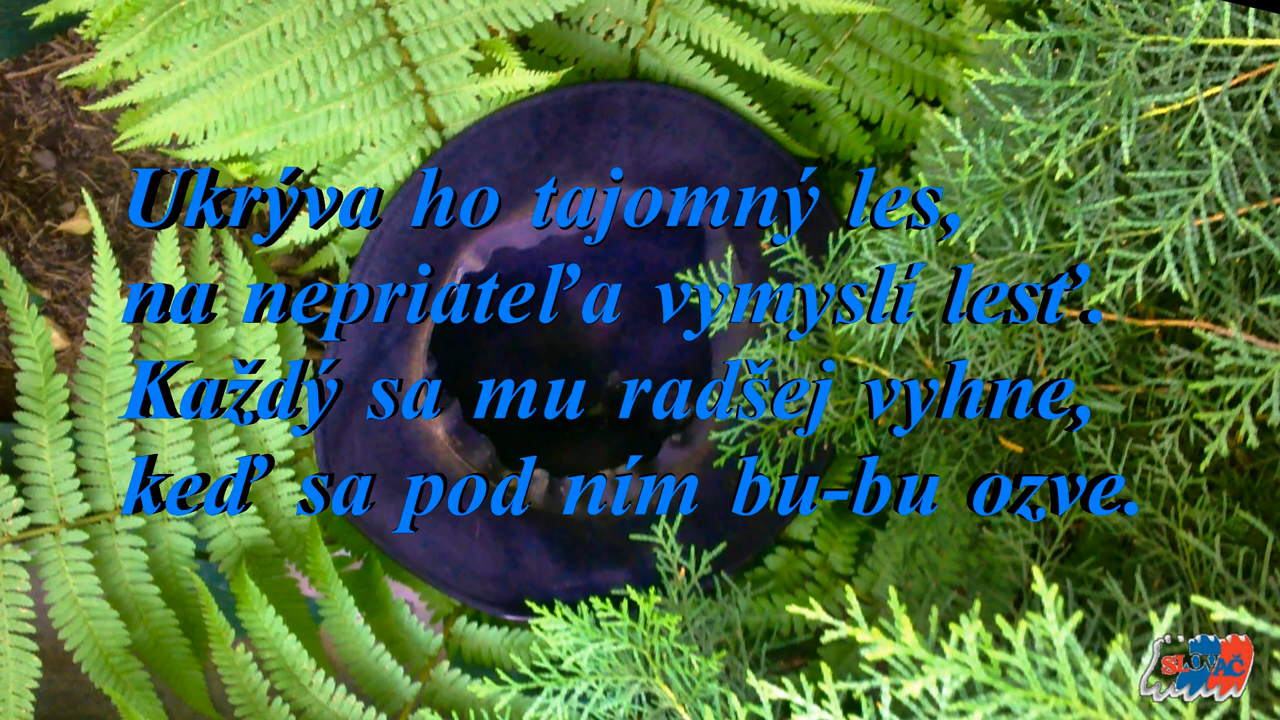 Ukrýva ho tajomný les,
na nepriateľa vymyslí lesť.
Každý sa mu radšej vyhne,
keď sa pod ním bu-bu ozve.
SLOVAČ